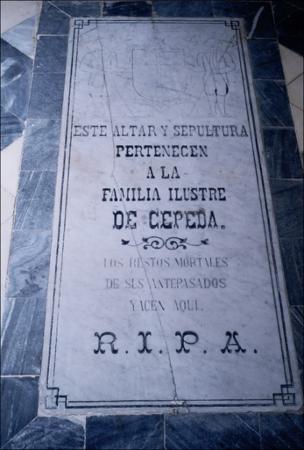 ESTE ALTAR Y SEPULTURA
PERTENECEN
A LA
FAMILIA ILUSTRE
DE CEPEDA.
LOS RESTOS MORTALES
DE SUS ANTEPASADOS
YACEN AQUI.
R. I. P. A.